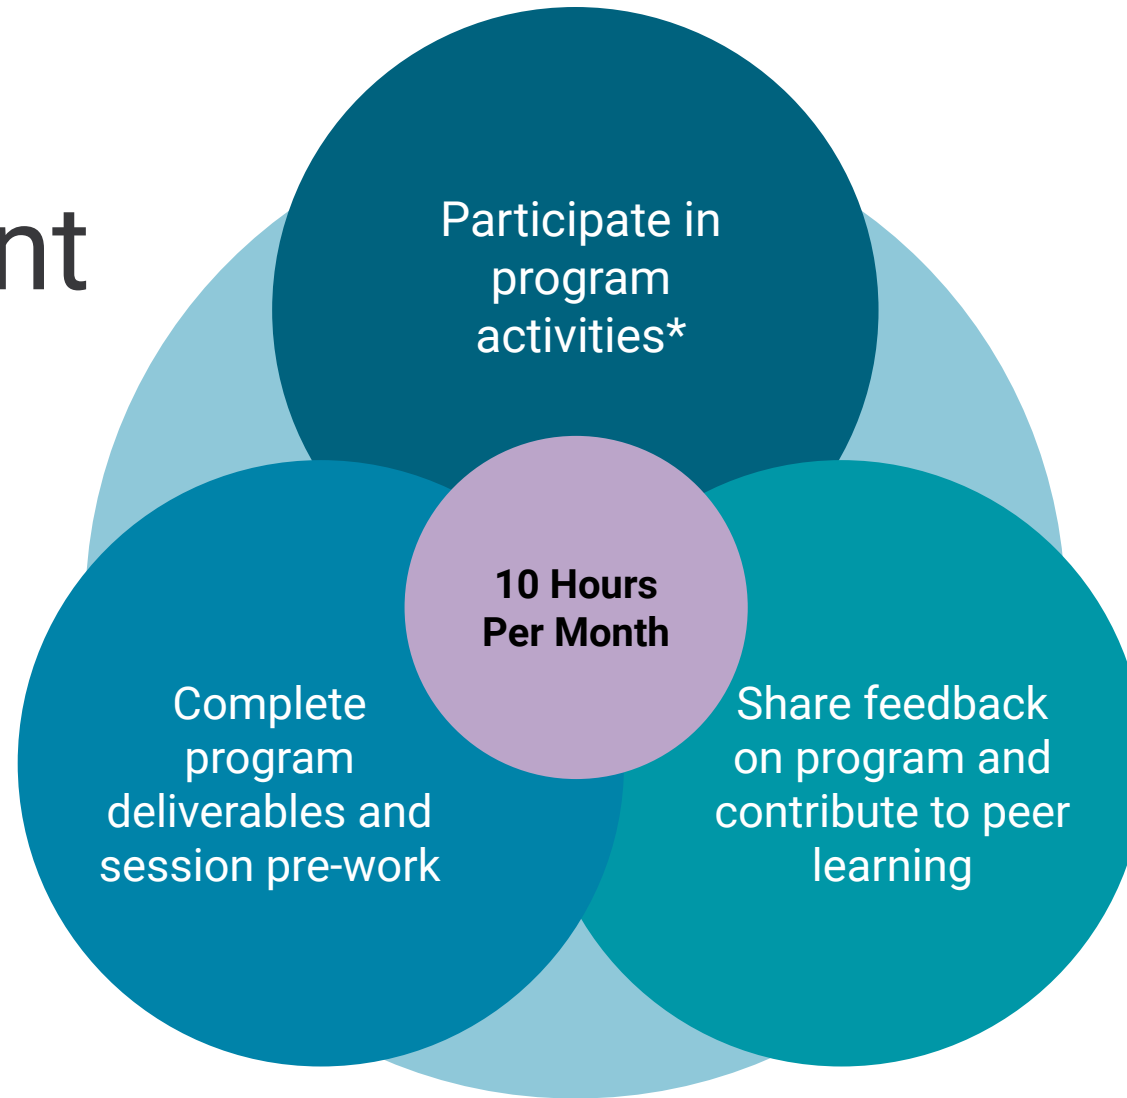 nt
Participate in
program
activities*
10 Hours
Per Month
Complete
program
deliverables and
session pre-work
Share feedback
on program and
contribute to peer
learning